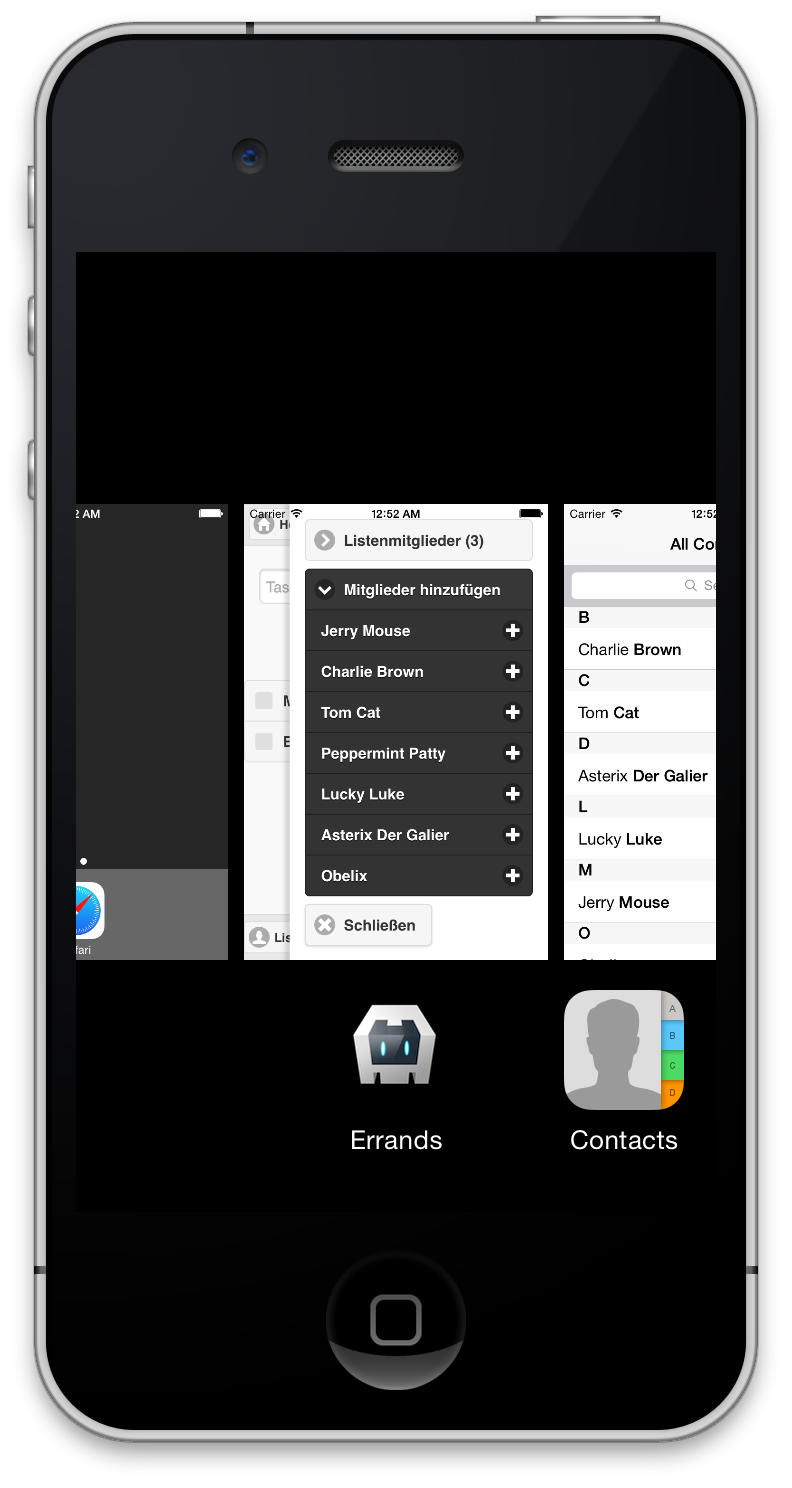 2 AM
fari
Carrier
12:52 AM
Listenmitglieder (3)
Tas
Mitglieder hinzufügen
Jerry Mouse
Charlie Brown
Tom Cat
Peppermint Patty
Lucky Luke
Asterix Der Galier
Obelix
Lis
Schließen
Carrier
12:52
All Co
Se
B
Charlie Brown
C
Tom Cat
D
Asterix Der Galier
L
Lucky Luke
M
Jerry Mouse
O
A
B
C
D
Errands
Contacts